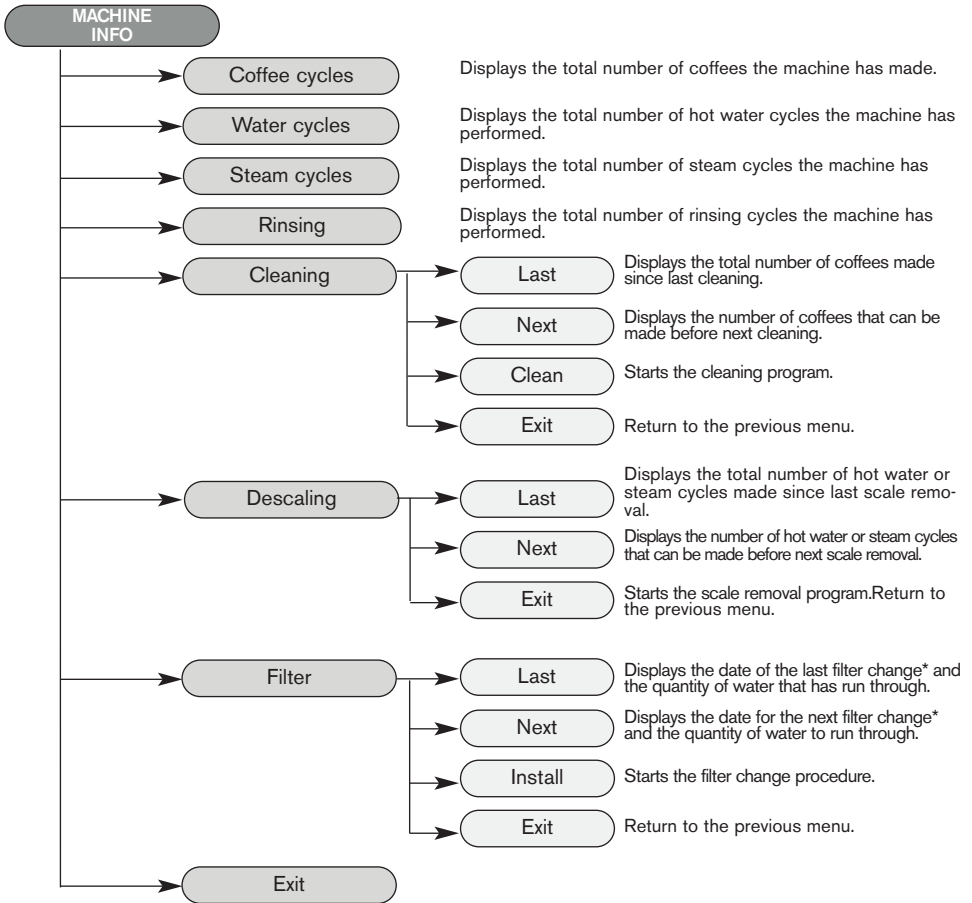 MACHINE
INFO
Coffee cycles
Displays the total number of coffees the machine has made.
Water cycles
Displays the total number of hot water cycles the machine has
performed.
Steam cycles
Displays the total number of steam cycles the machine has
performed.
Rinsing
Displays the total number of rinsing cycles the machine has
performed.
Cleaning
Last
Displays the total number of coffees made
since last cleaning.
Next
Displays the number of coffees that can be
made before next cleaning.
Clean
Starts the cleaning program.
Exit
Return to the previous menu.
Descaling
Last
Displays the total number of hot water or
steam cycles made since last scale remo-
val.
Next
Displays the number of hot water or steam cycles
that can be made before next scale removal.
Exit
Starts the scale removal program.Return to
the previous menu.
Filter
Last
Displays the date of the last filter change* and
the quantity of water that has run through.
Next
Displays the date for the next filter change*
and the quantity of water to run through.
Install
Starts the filter change procedure.
Exit
Return to the previous menu.
Exit